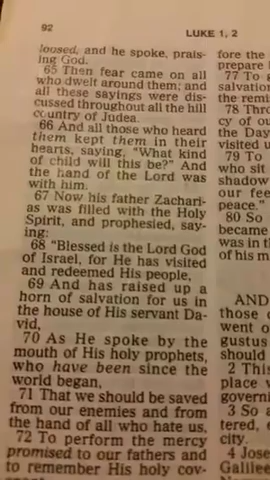 92
LUKE 1, 2
loosed, and he spoke, prais-
ing God.
65 Then fear came on all
who dwelt around them; and
all these sayings were dis-
cussed throughout all the hill
country of Judea.
66 And all those who heard
them kept them in their
hearts, saying, "What kind
of child will this be?" And
the hand of the Lord was
with him.
67 Now his father Zachari-
as was filled with the Holy
Spirit, and prophesied, say-
ing:
68 "Blessed is the Lord God
of Israel, for He has visited
and redeemed His people,
69 And has raised up a
horn of salvation for us in
the house of His servant Da-
vid,
70 As He spoke by the
mouth of His holy prophets,
who have been since the
world began,
71 That we should be saved
from our enemies and from
the hand of all who hate us,
72 To perform the mercy
promised to our fathers and
to remember His holy cov-
fore the
prepare
77 To
salvation
the remi
78 Thro
cy of ou
the Day
visited u
79 To
who sit
shadow
our fee
peace."
80 So
became
was in th
of his m
AND
those
went o
gustus
should
2 This
place
governi
3 So a
tered,
city.
4 Jose
Galilee